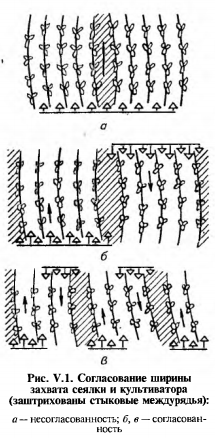 а
б
в
Рис. V.1. Согласование ширины
захвата сеялки и культиватора
(заштрихованы стыковые междурядья):
а — несогласованность; б, в — согласован-
ность